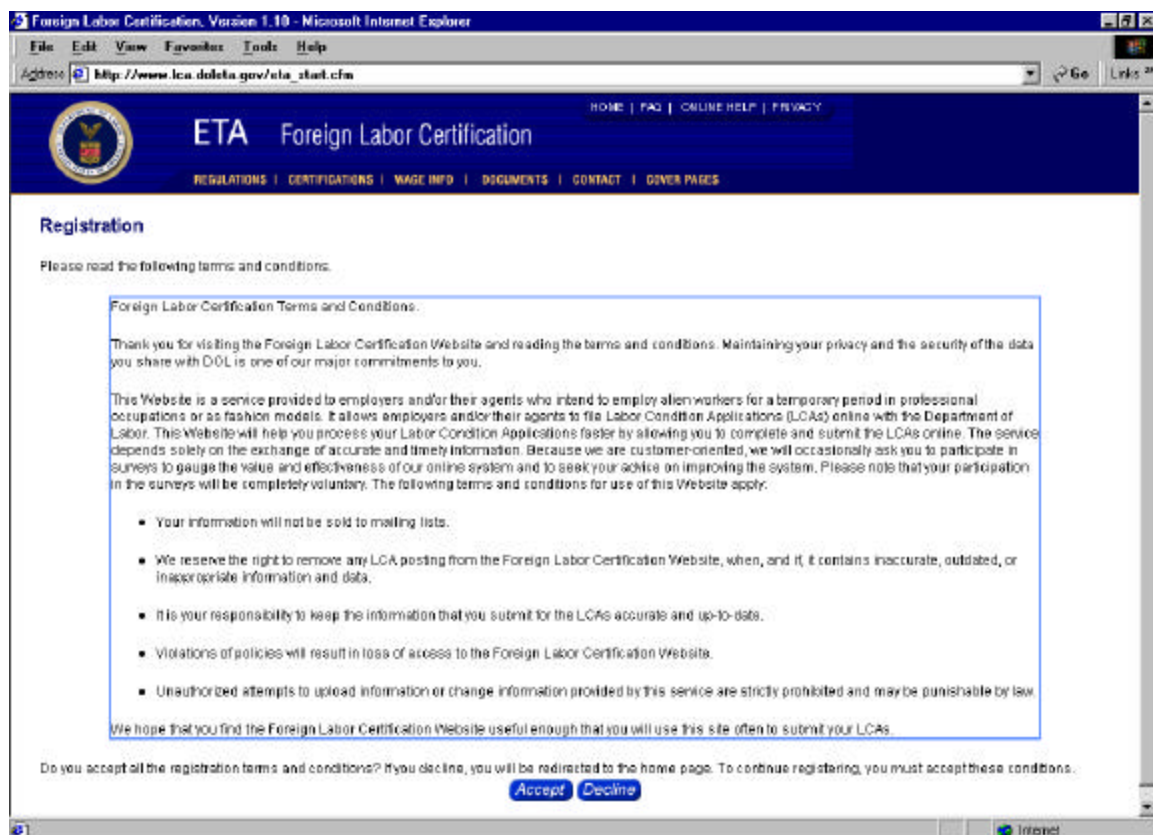 Foreign Labor Certification, Version 1.10 - Microsoft Internet Explorer
File Edit View Favorites Tools Help
Address http://www.lca.doleta.gov/eta_start.cfm Go Links
HOME | FAQ | ONLINE HELP | PRIVACY
ETA Foreign Labor Certification
REGULATIONS | CERTIFICATIONS | WAGE INFO | DOCUMENTS | CONTACT | COVER PAGES
Registration
Please read the following terms and conditions.
Foreign Labor Certification Terms and Conditions.
Thank you for visiting the Foreign Labor Certification Website and reading the terms and conditions. Maintaining your privacy and the security of the data
you share with DOL is one of our major commitments to you.
This Website is a service provided to employers and/or their agents who intend to employ alien workers for a temporary period in professional
occupations or as fashion models. It allows employers and/or their agents to file Labor Condition Applications (LCAs) online with the Department of
Labor. This Website will help you process your Labor Condition Applications faster by allowing you to complete and submit the LCAs online. The service
depends solely on the exchange of accurate and timely information. Because we are customer-oriented, we will occasionally ask you to participate in
surveys to gauge the value and effectiveness of our online system and to seek your advice on improving the system. Please note that your participation
in the surveys will be completely voluntary. The following terms and conditions for use of this Website apply:
• Your information will not be sold to mailing lists.
• We reserve the right to remove any LCA posting from the Foreign Labor Certification Website, when, and if, it contains inaccurate, outdated, or
inappropriate information and data.
• It is your responsibility to keep the information that you submit for the LCAs accurate and up-to-date.
• Violations of policies will result in loss of access to the Foreign Labor Certification Website.
• Unauthorized attempts to upload information or change information provided by this service are strictly prohibited and may be punishable by law.
We hope that you find the Foreign Labor Certification Website useful enough that you will use this site often to submit your LCAs.
Do you accept all the registration terms and conditions? If you decline, you will be redirected to the home page. To continue registering, you must accept these conditions.
Accept Decline
Internet